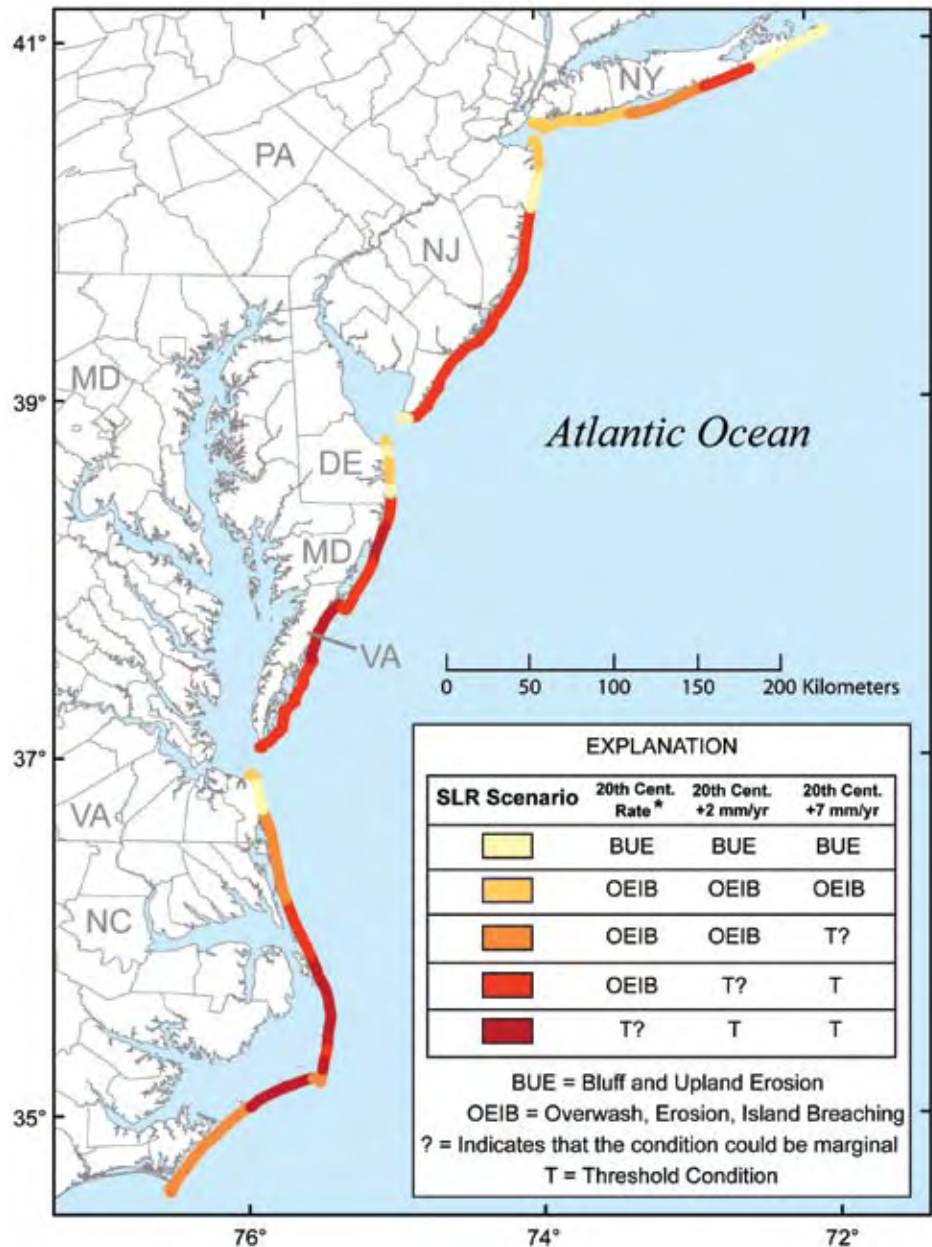 41°
NY
PA
NJ
MD
39°
Atlantic Ocean
DE
MD
VA
0 50 100 150 200 Kilometers
37°
VA
NC
35°
76° 74° 72°
EXPLANATION
SLR Scenario 20th Cent. Rate* 20th Cent. +2 mm/yr 20th Cent. +7 mm/yr
BUE BUE BUE
OEIB OEIB OEIB
OEIB OEIB T?
OEIB T? T
T? T T
BUE = Bluff and Upland Erosion
OEIB = Overwash, Erosion, Island Breaching
? = Indicates that the condition could be marginal
T = Threshold Condition